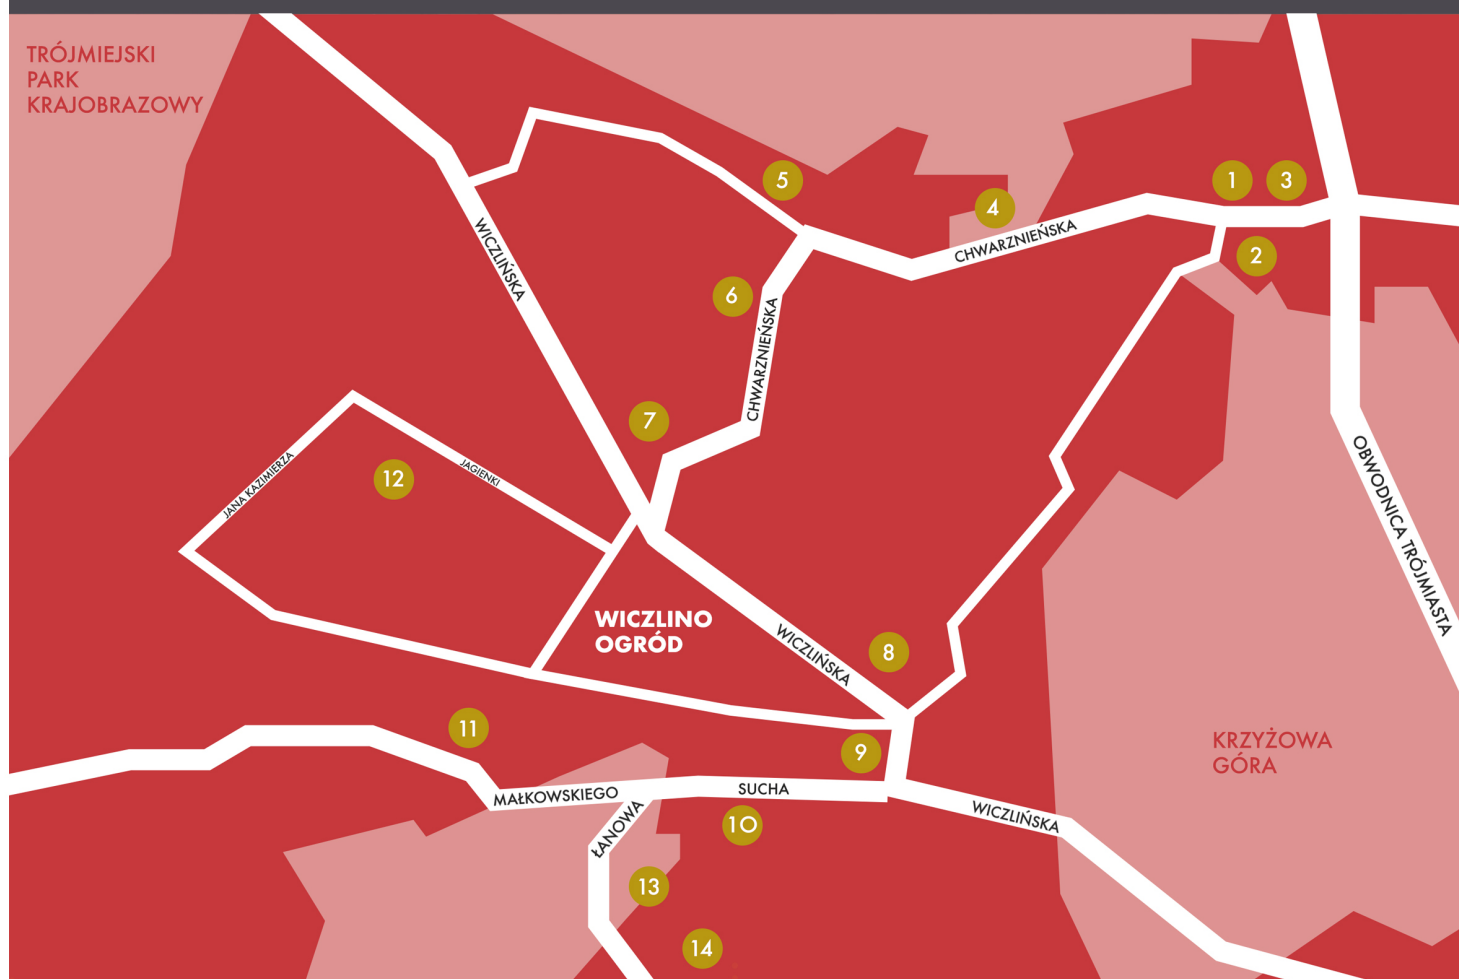 TRÓJMIEJSKI
PARK
KRAJOBRAZOWY
5
1
3
4
CHWARZNIEŃSKA
2
WICZLIŃSKA
6
CHWARZNIEŃSKA
7
JANA KAZIMIERZA
12
JAGIENKI
OBWODNICA TRÓJMIASTA
WICZLINO
OGRÓD
WICZLIŃSKA
8
11
9
KRZYŻOWA
GÓRA
MAŁKOWSKIEGO
SUCHA
WICZLIŃSKA
ŁANOWA
10
13
14